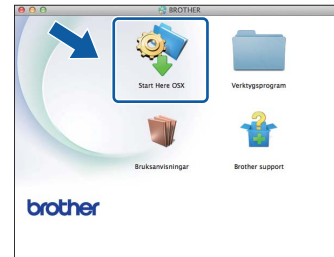 BROTHER
Start Here OSX
Verktygsprogram
Bruksanvisningar
Brother support
brother